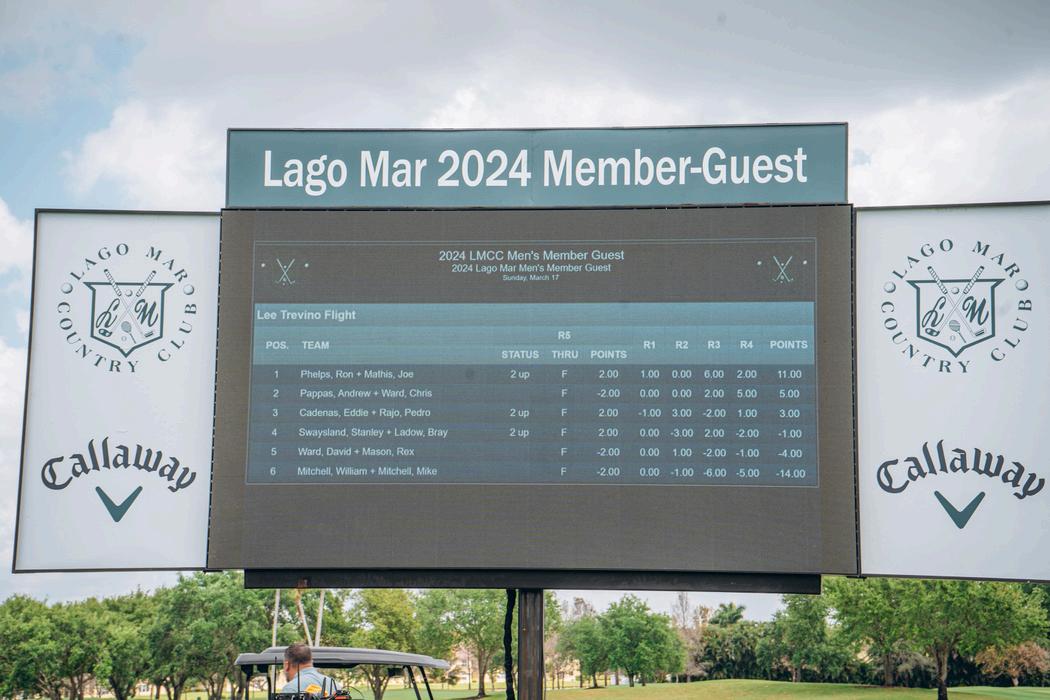 Lago Mar 2024 Member-Guest
LAGO MAR
L M
COUNTRY CLUB
Callaway
2024 LMCC Men's Member Guest
2024 Lago Mar Men's Member Guest
Sunday, March 17
Lee Trevino Flight
R5
POS. TEAM STATUS THRU POINTS R1 R2 R3 R4 POINTS
1 Phelps, Ron + Mathis, Joe 2 up F 2.00 1.00 0.00 6.00 2.00 11.00
2 Pappas, Andrew + Ward, Chris F -2.00 0.00 0.00 2.00 5.00 5.00
3 Cadenas, Eddie + Rajo, Pedro 2 up F 2.00 -1.00 3.00 -2.00 1.00 3.00
4 Swaysland, Stanley + Ladow, Bray 2 up F 2.00 0.00 -3.00 2.00 -2.00 -1.00
5 Ward, David + Mason, Rex F -2.00 0.00 1.00 -2.00 -1.00 -4.00
6 Mitchell, William + Mitchell, Mike F -2.00 0.00 -1.00 -6.00 -5.00 -14.00
LAGO MAR
L M
COUNTRY CLUB
Callaway